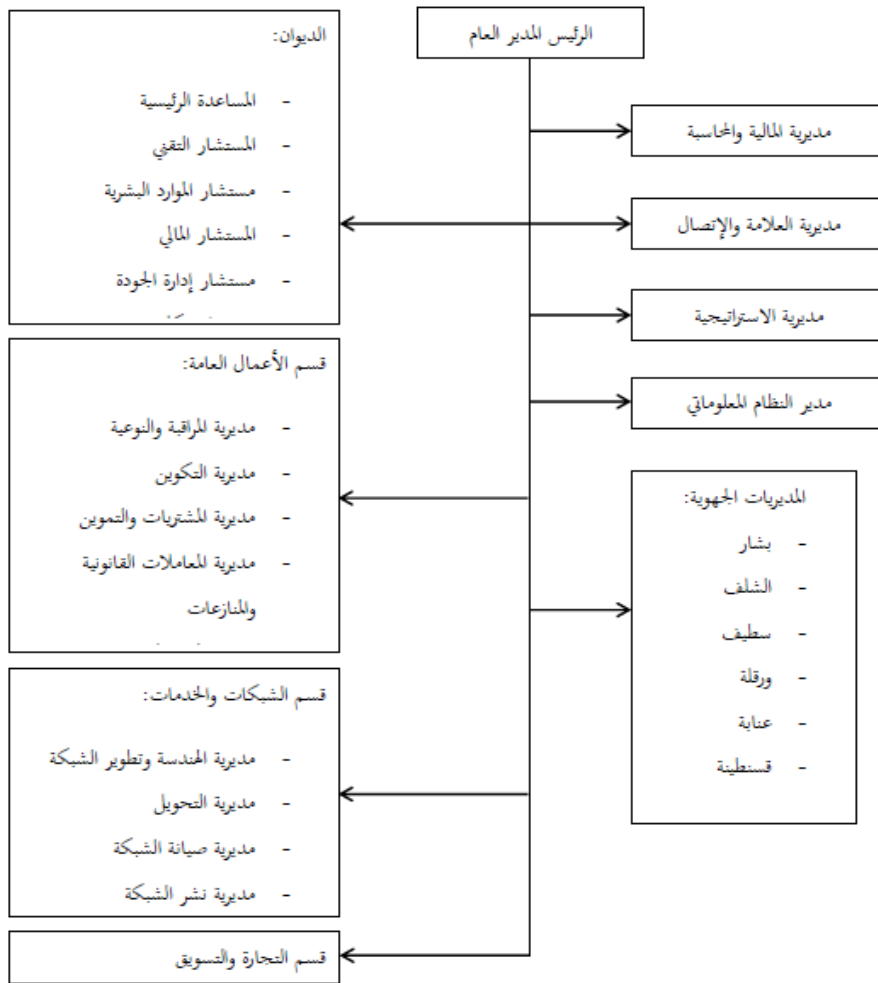 الرئيس المدير العام
الديوان:
- المساعدة الرئيسية
- المستشار التقني
- مستشار الموارد البشرية
- المستشار المالي
- مستشار إدارة الجودة
مديرية المالية والمحاسبة
مديرية العلامة والإتصال
مديرية الاستراتيجية
مدير النظام المعلوماتي
قسم الأعمال العامة:
- مديرية المراقبة والنوعية
- مديرية التكوين
- مديرية المشتريات والتموين
- مديرية المعاملات القانونية
والمنازعات
المديريات الجهوية:
- بشار
- الشلف
- سطيف
- ورقلة
- عنابة
- قسنطينة
قسم الشبكات والخدمات:
- مديرية الهندسة وتطوير الشبكة
- مديرية التحويل
- مديرية صيانة الشبكة
- مديرية نشر الشبكة
قسم التجارة والتسويق